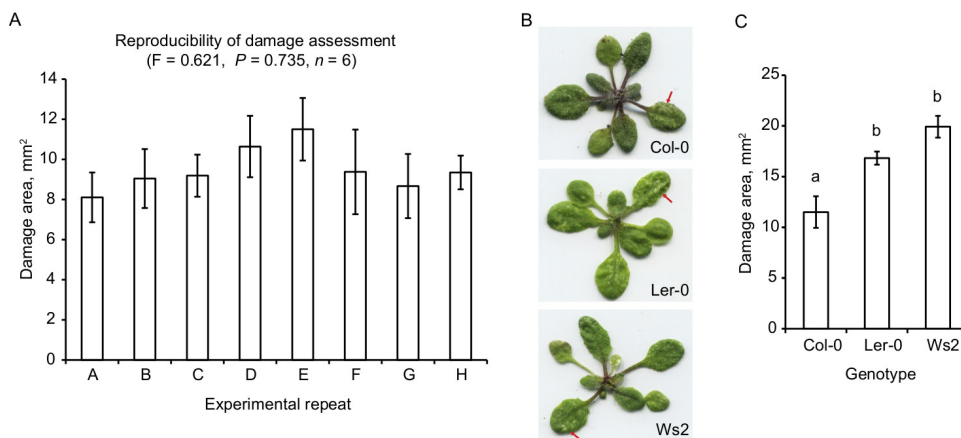 A
Reproducibility of damage assessment
(F = 0.621, P = 0.735, n = 6)
Damage area, mm²
14
12
10
8
6
4
2
0
A B C D E F G H
Experimental repeat
B
Col-0
Ler-0
Ws2
C
Damage area, mm²
25
20
15
10
5
0
a
b
b
Col-0 Ler-0 Ws2
Genotype